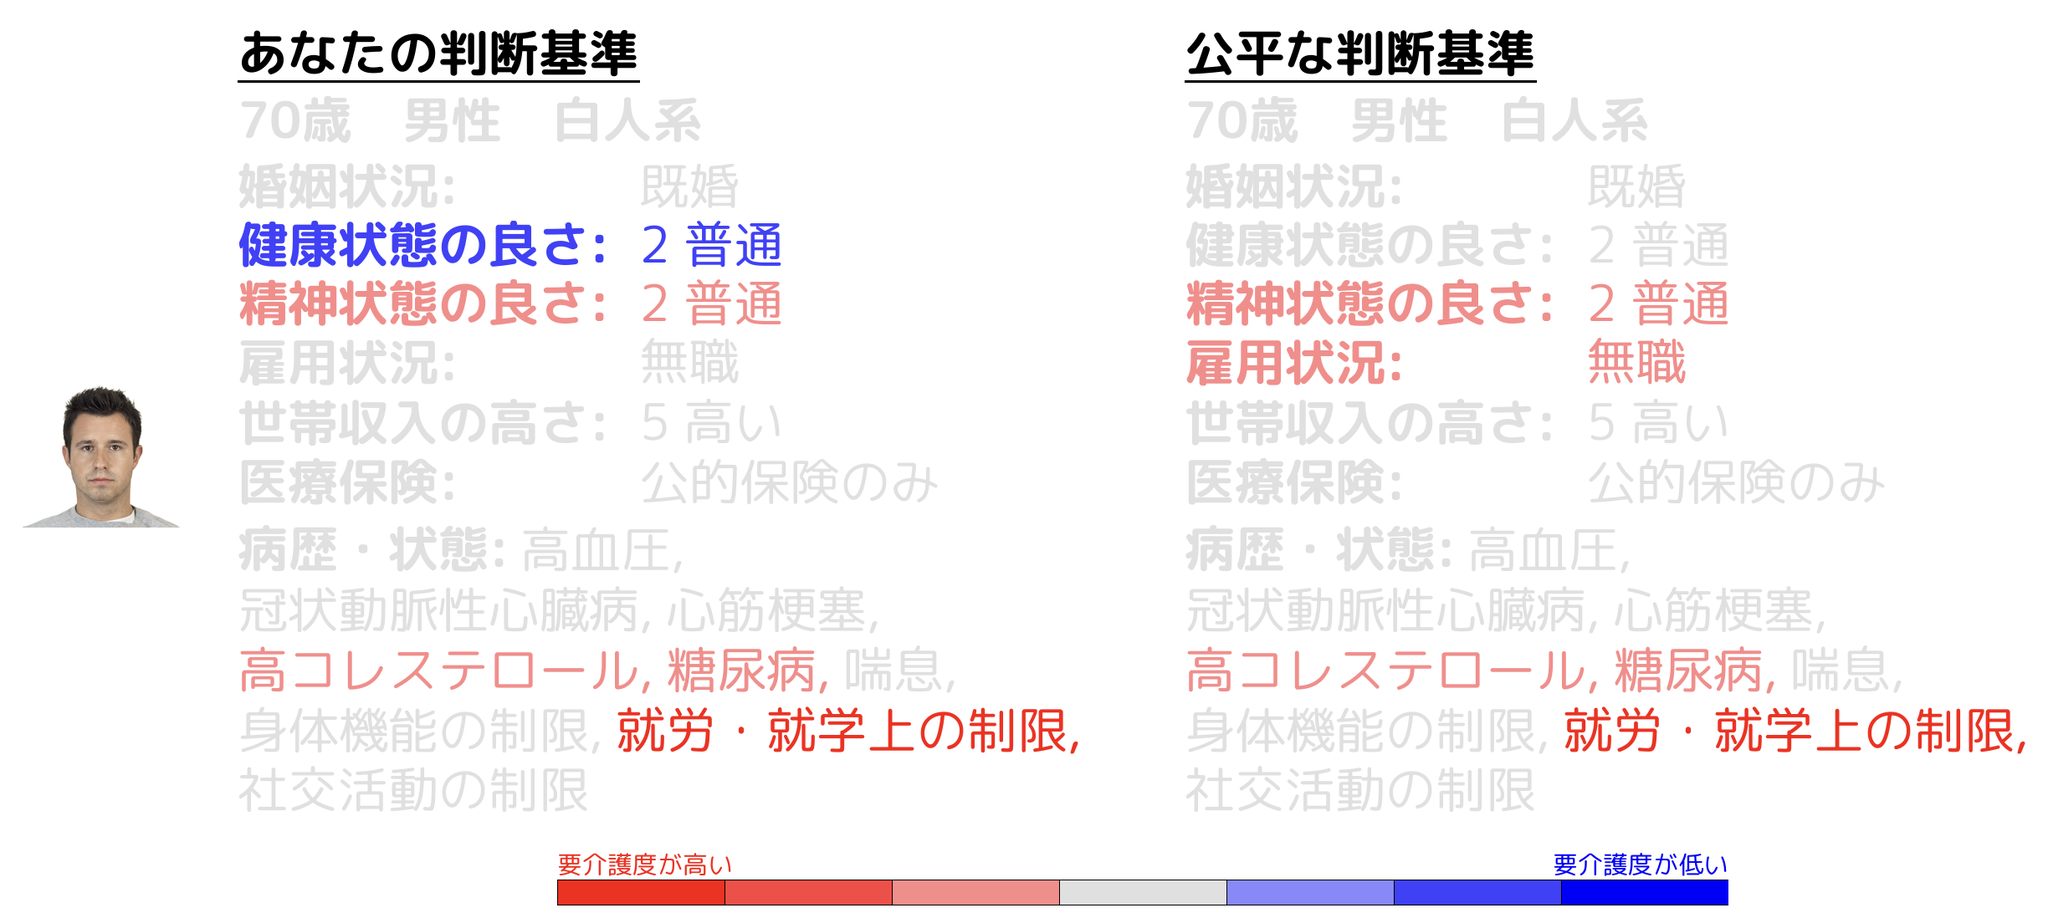 あなたの判断基準
70歳 男性 白人系
婚姻状況: 既婚
健康状態の良さ: 2 普通
精神状態の良さ: 2 普通
雇用状況: 無職
世帯収入の高さ: 5 高い
医療保険: 公的保険のみ
病歴・状態: 高血圧,
冠状動脈性心臓病, 心筋梗塞,
高コレステロール, 糖尿病, 喘息,
身体機能の制限, 就労・就学上の制限,
社交活動の制限
公平な判断基準
70歳 男性 白人系
婚姻状況: 既婚
健康状態の良さ: 2 普通
精神状態の良さ: 2 普通
雇用状況: 無職
世帯収入の高さ: 5 高い
医療保険: 公的保険のみ
病歴・状態: 高血圧,
冠状動脈性心臓病, 心筋梗塞,
高コレステロール, 糖尿病, 喘息,
身体機能の制限, 就労・就学上の制限,
社交活動の制限
要介護度が高い
要介護度が低い